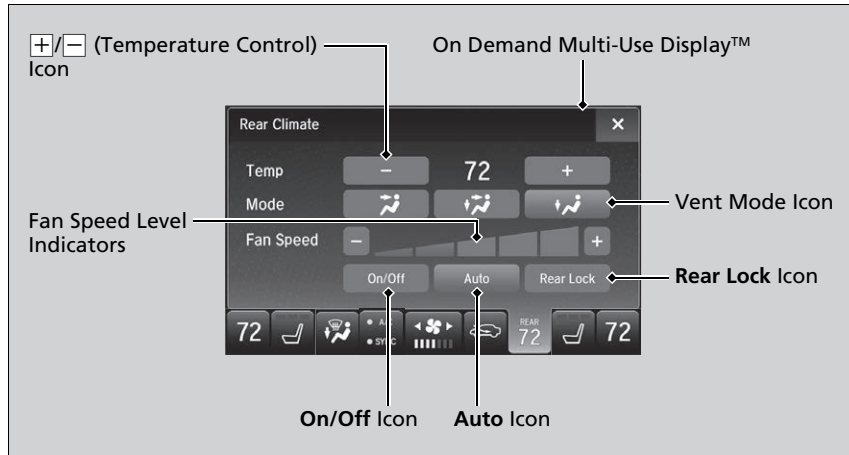 +/− (Temperature Control)
Icon
On Demand Multi-Use Display™
Rear Climate ×
Temp − 72 +
Mode
Vent Mode Icon
Fan Speed Level
Indicators
Fan Speed − +
On/Off Auto Rear Lock
Rear Lock Icon
72 REAR 72 72
On/Off Icon Auto Icon